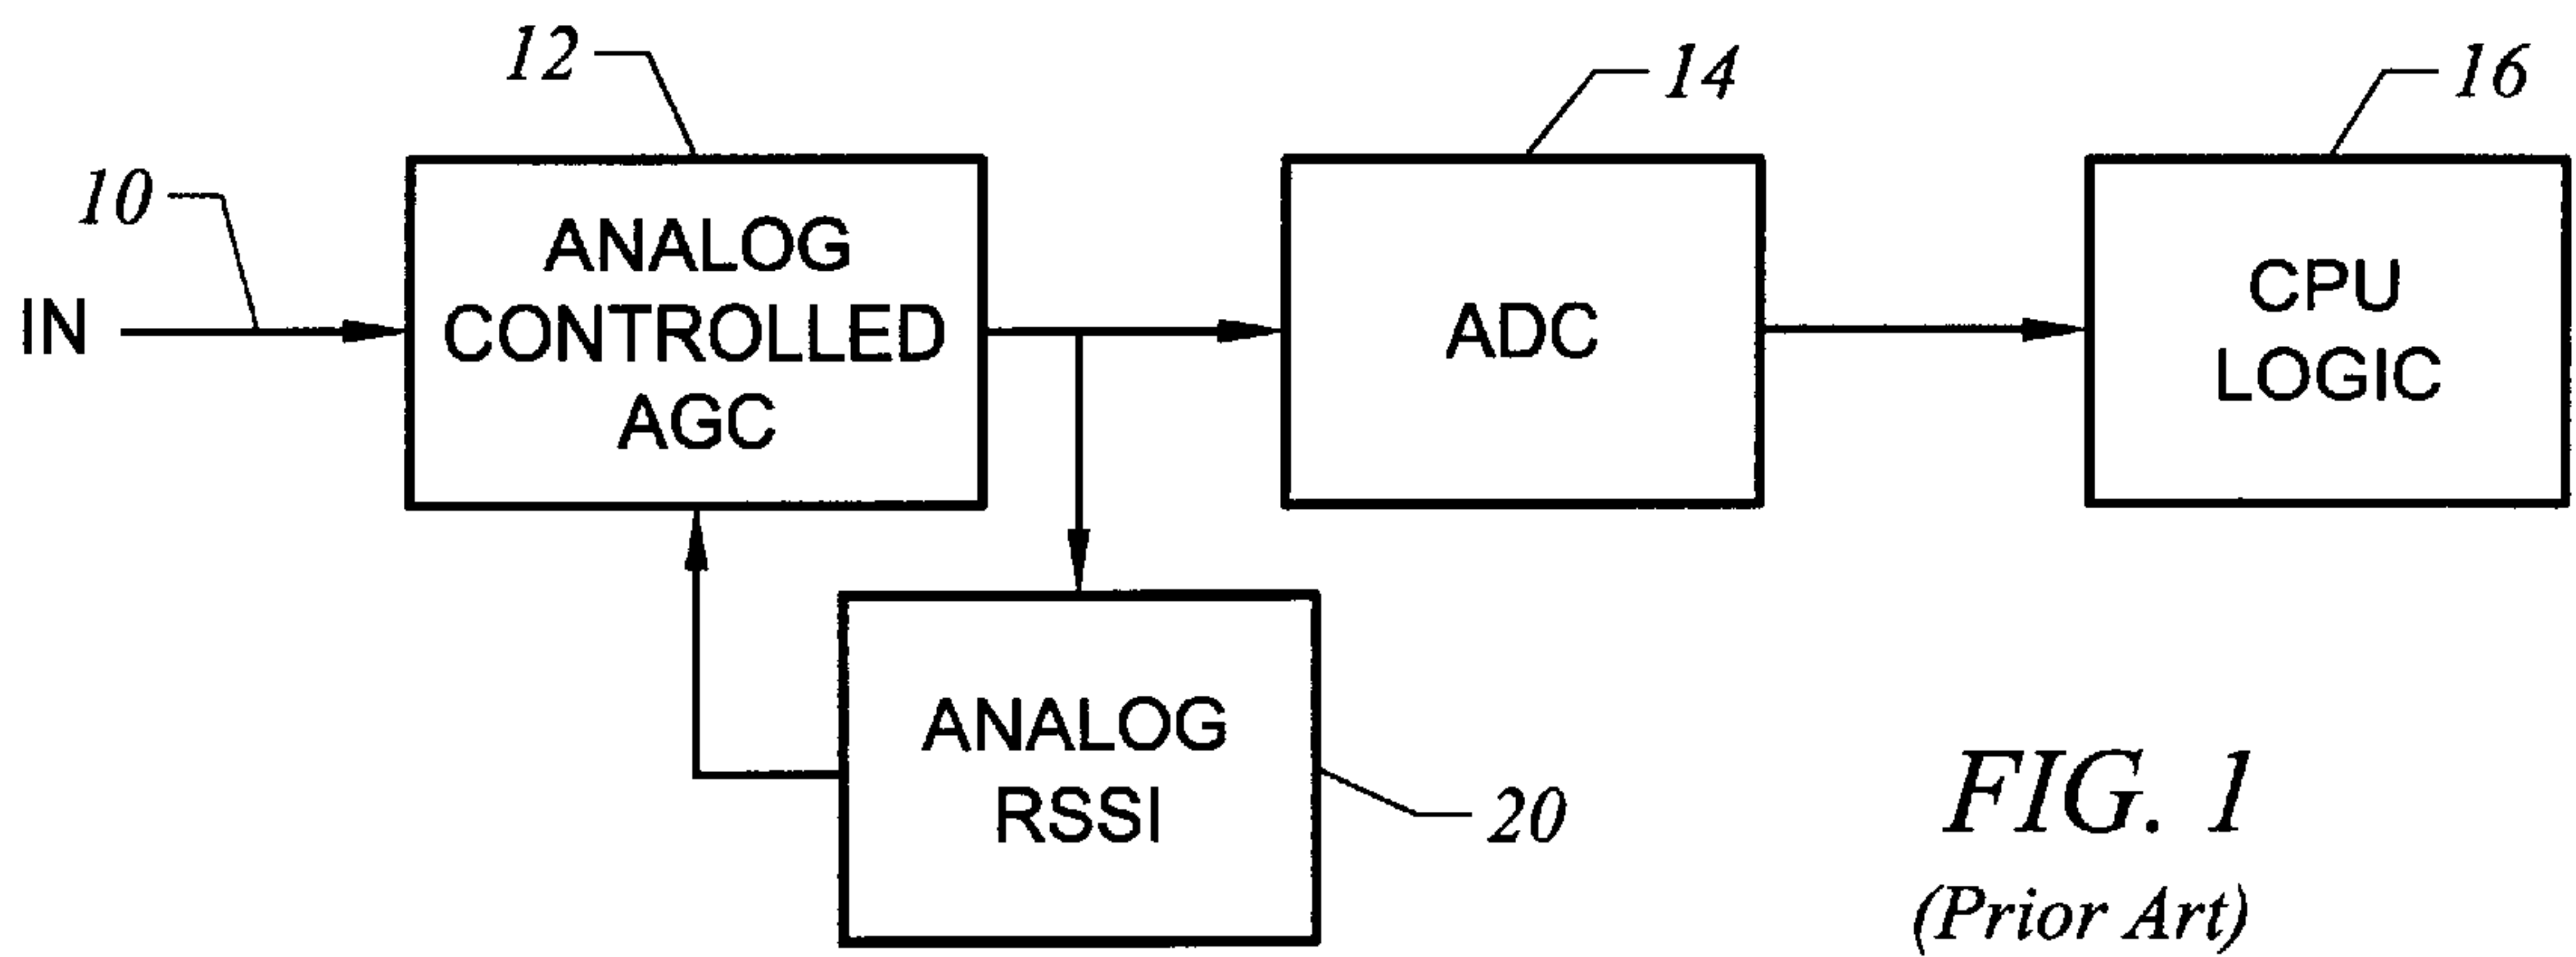 12
14
16
10
IN
ANALOG
CONTROLLED
AGC
ADC
CPU
LOGIC
ANALOG
RSSI
20
FIG. 1
(Prior Art)